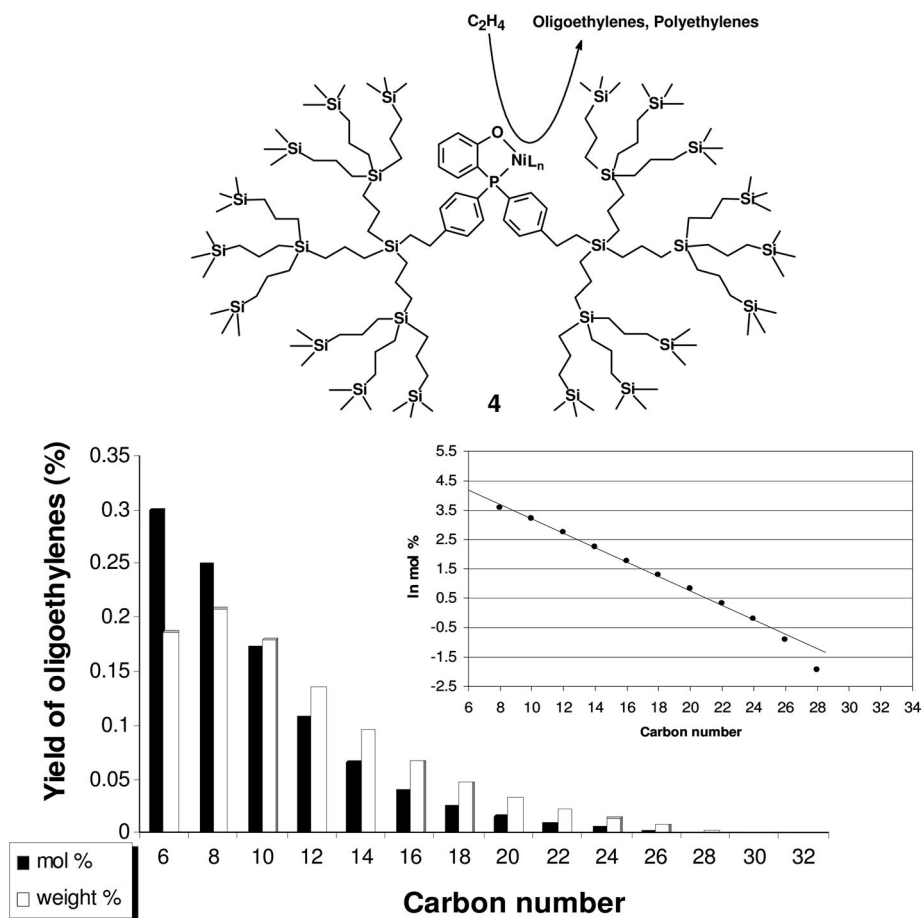 C₂H₄ Oligoethylenes, Polyethylenes
Si Si
Si Si
O
Si Si
NiLₙ
Si P Si
Si Si
Si Si Si Si Si Si
Si Si
Si Si
Si Si
Si Si Si Si
4
Yield of oligoethylenes (%)
0.35
0.3
0.25
0.2
0.15
0.1
0.05
0
6 8 10 12 14 16 18 20 22 24 26 28 32
Carbon number
mol %
weight %
ln mol %
5.5
4.5
3.5
2.5
1.5
0.5
-0.5
-1.5
-2.5
6 8 10 12 14 16 18 20 22 24 26 28 30 32 34
Carbon number